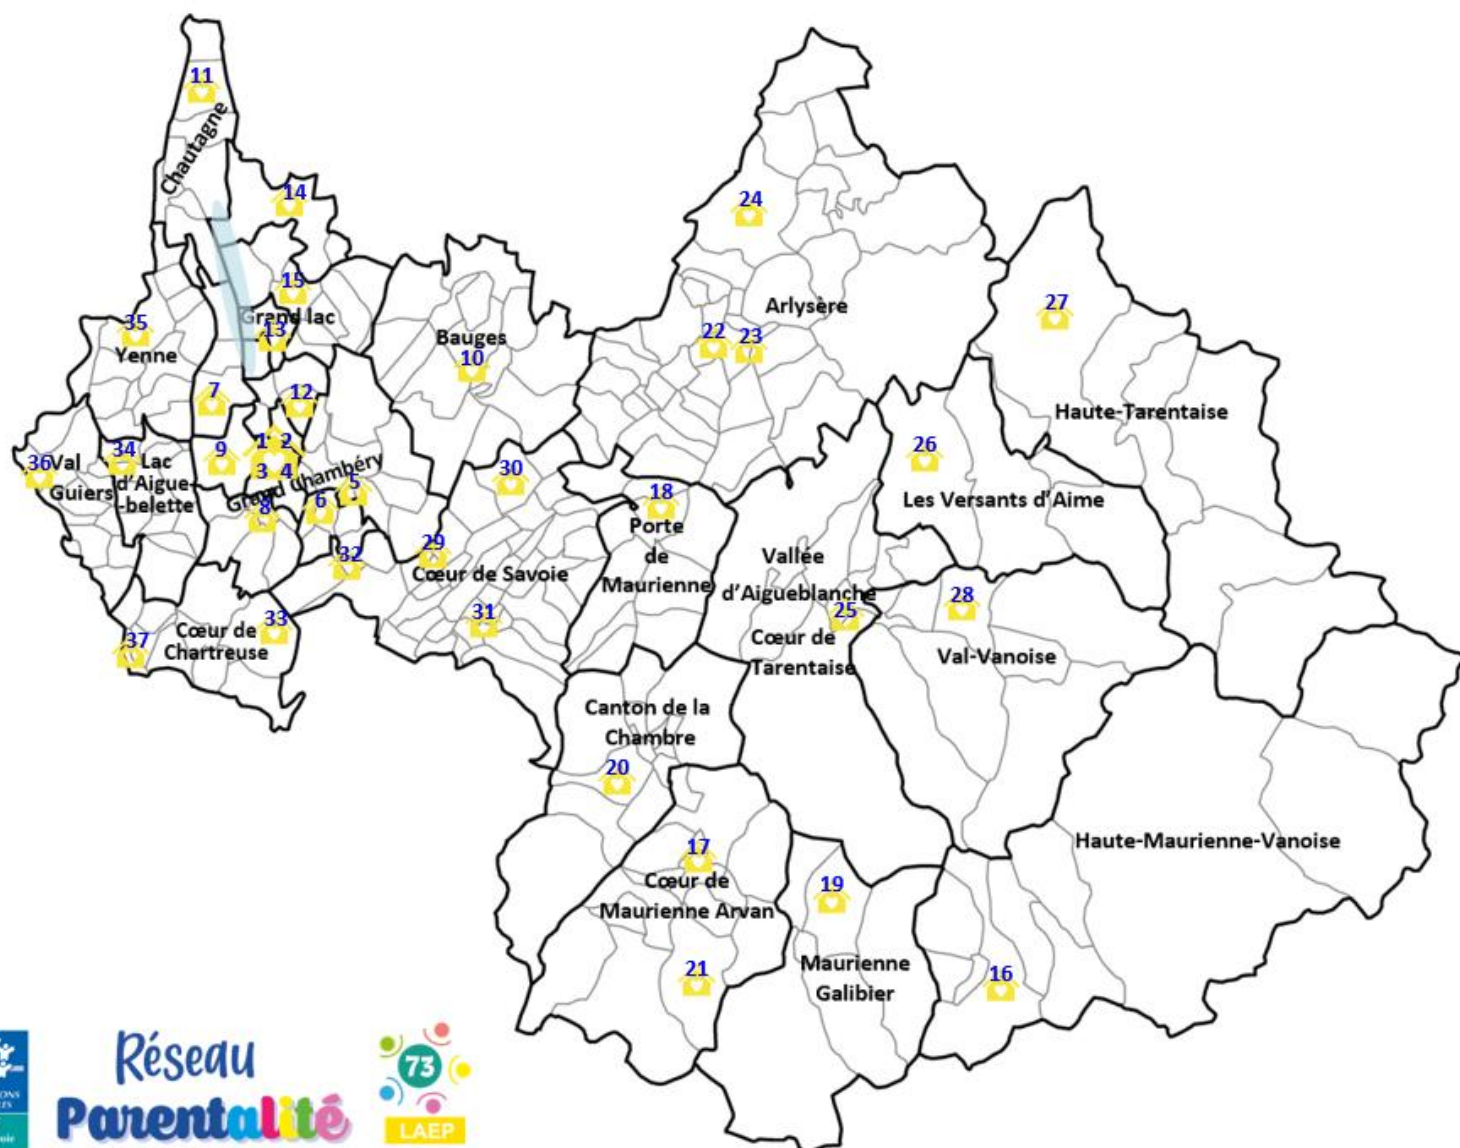 11
Chautagne
14
24
15
Grand lac
13
35
Yenne
Bauges
10
Arlysère
22
23
27
7
12
Haute-Tarentaise
1
2
3
4
9
34
Lac
d'Aigue-
-belette
36
Val
Guiers
Grand Chambéry
5
6
8
30
26
Les Versants d'Aime
18
Porte
de
Maurienne
29
32
Cœur de Savoie
31
Vallée
d'Aigueblanche
25
Cœur de
Tarentaise
28
Val-Vanoise
33
Cœur de
Chartreuse
37
Canton de la
Chambre
20
17
Cœur de
Maurienne Arvan
21
19
Maurienne
Galibier
Haute-Maurienne-Vanoise
16
Réseau
Parentalité
73
LAEP